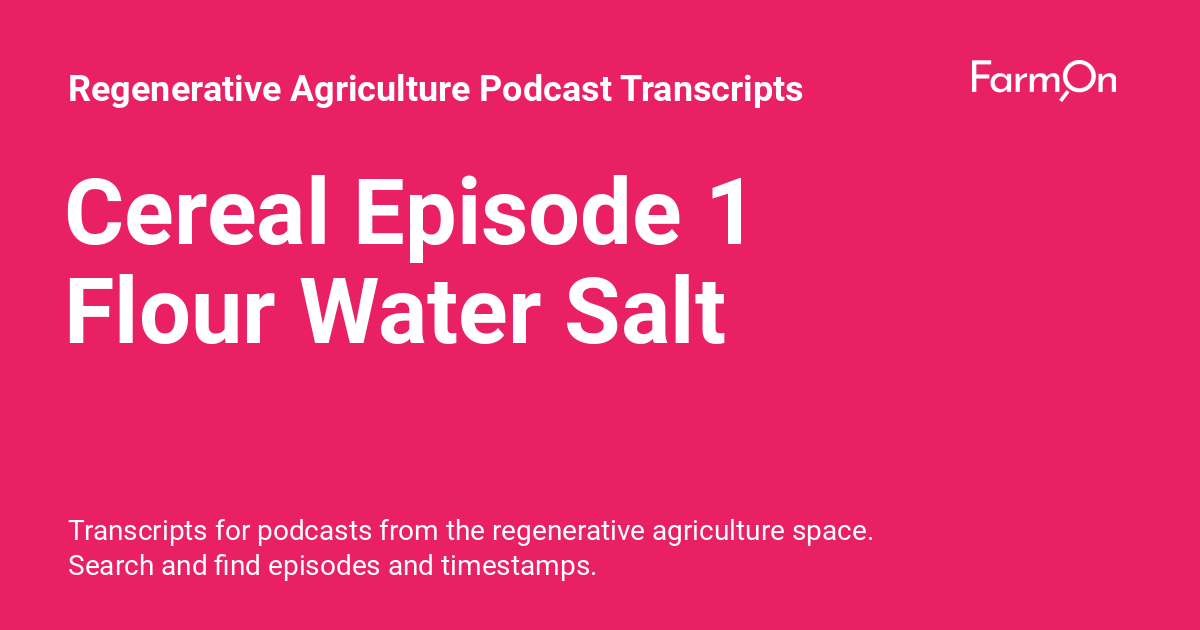 Regenerative Agriculture Podcast Transcripts
FarmOn
Cereal Episode 1
Flour Water Salt
Transcripts for podcasts from the regenerative agriculture space.
Search and find episodes and timestamps.